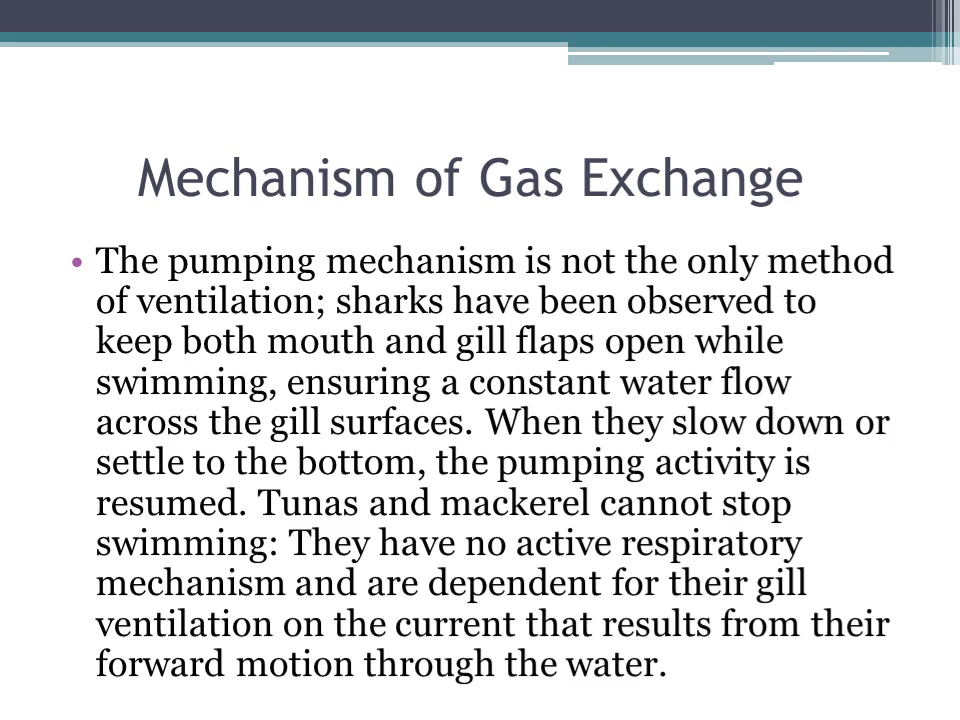 Mechanism of Gas Exchange
• The pumping mechanism is not the only method
of ventilation; sharks have been observed to
keep both mouth and gill flaps open while
swimming, ensuring a constant water flow
across the gill surfaces. When they slow down or
settle to the bottom, the pumping activity is
resumed. Tunas and mackerel cannot stop
swimming: They have no active respiratory
mechanism and are dependent for their gill
ventilation on the current that results from their
forward motion through the water.